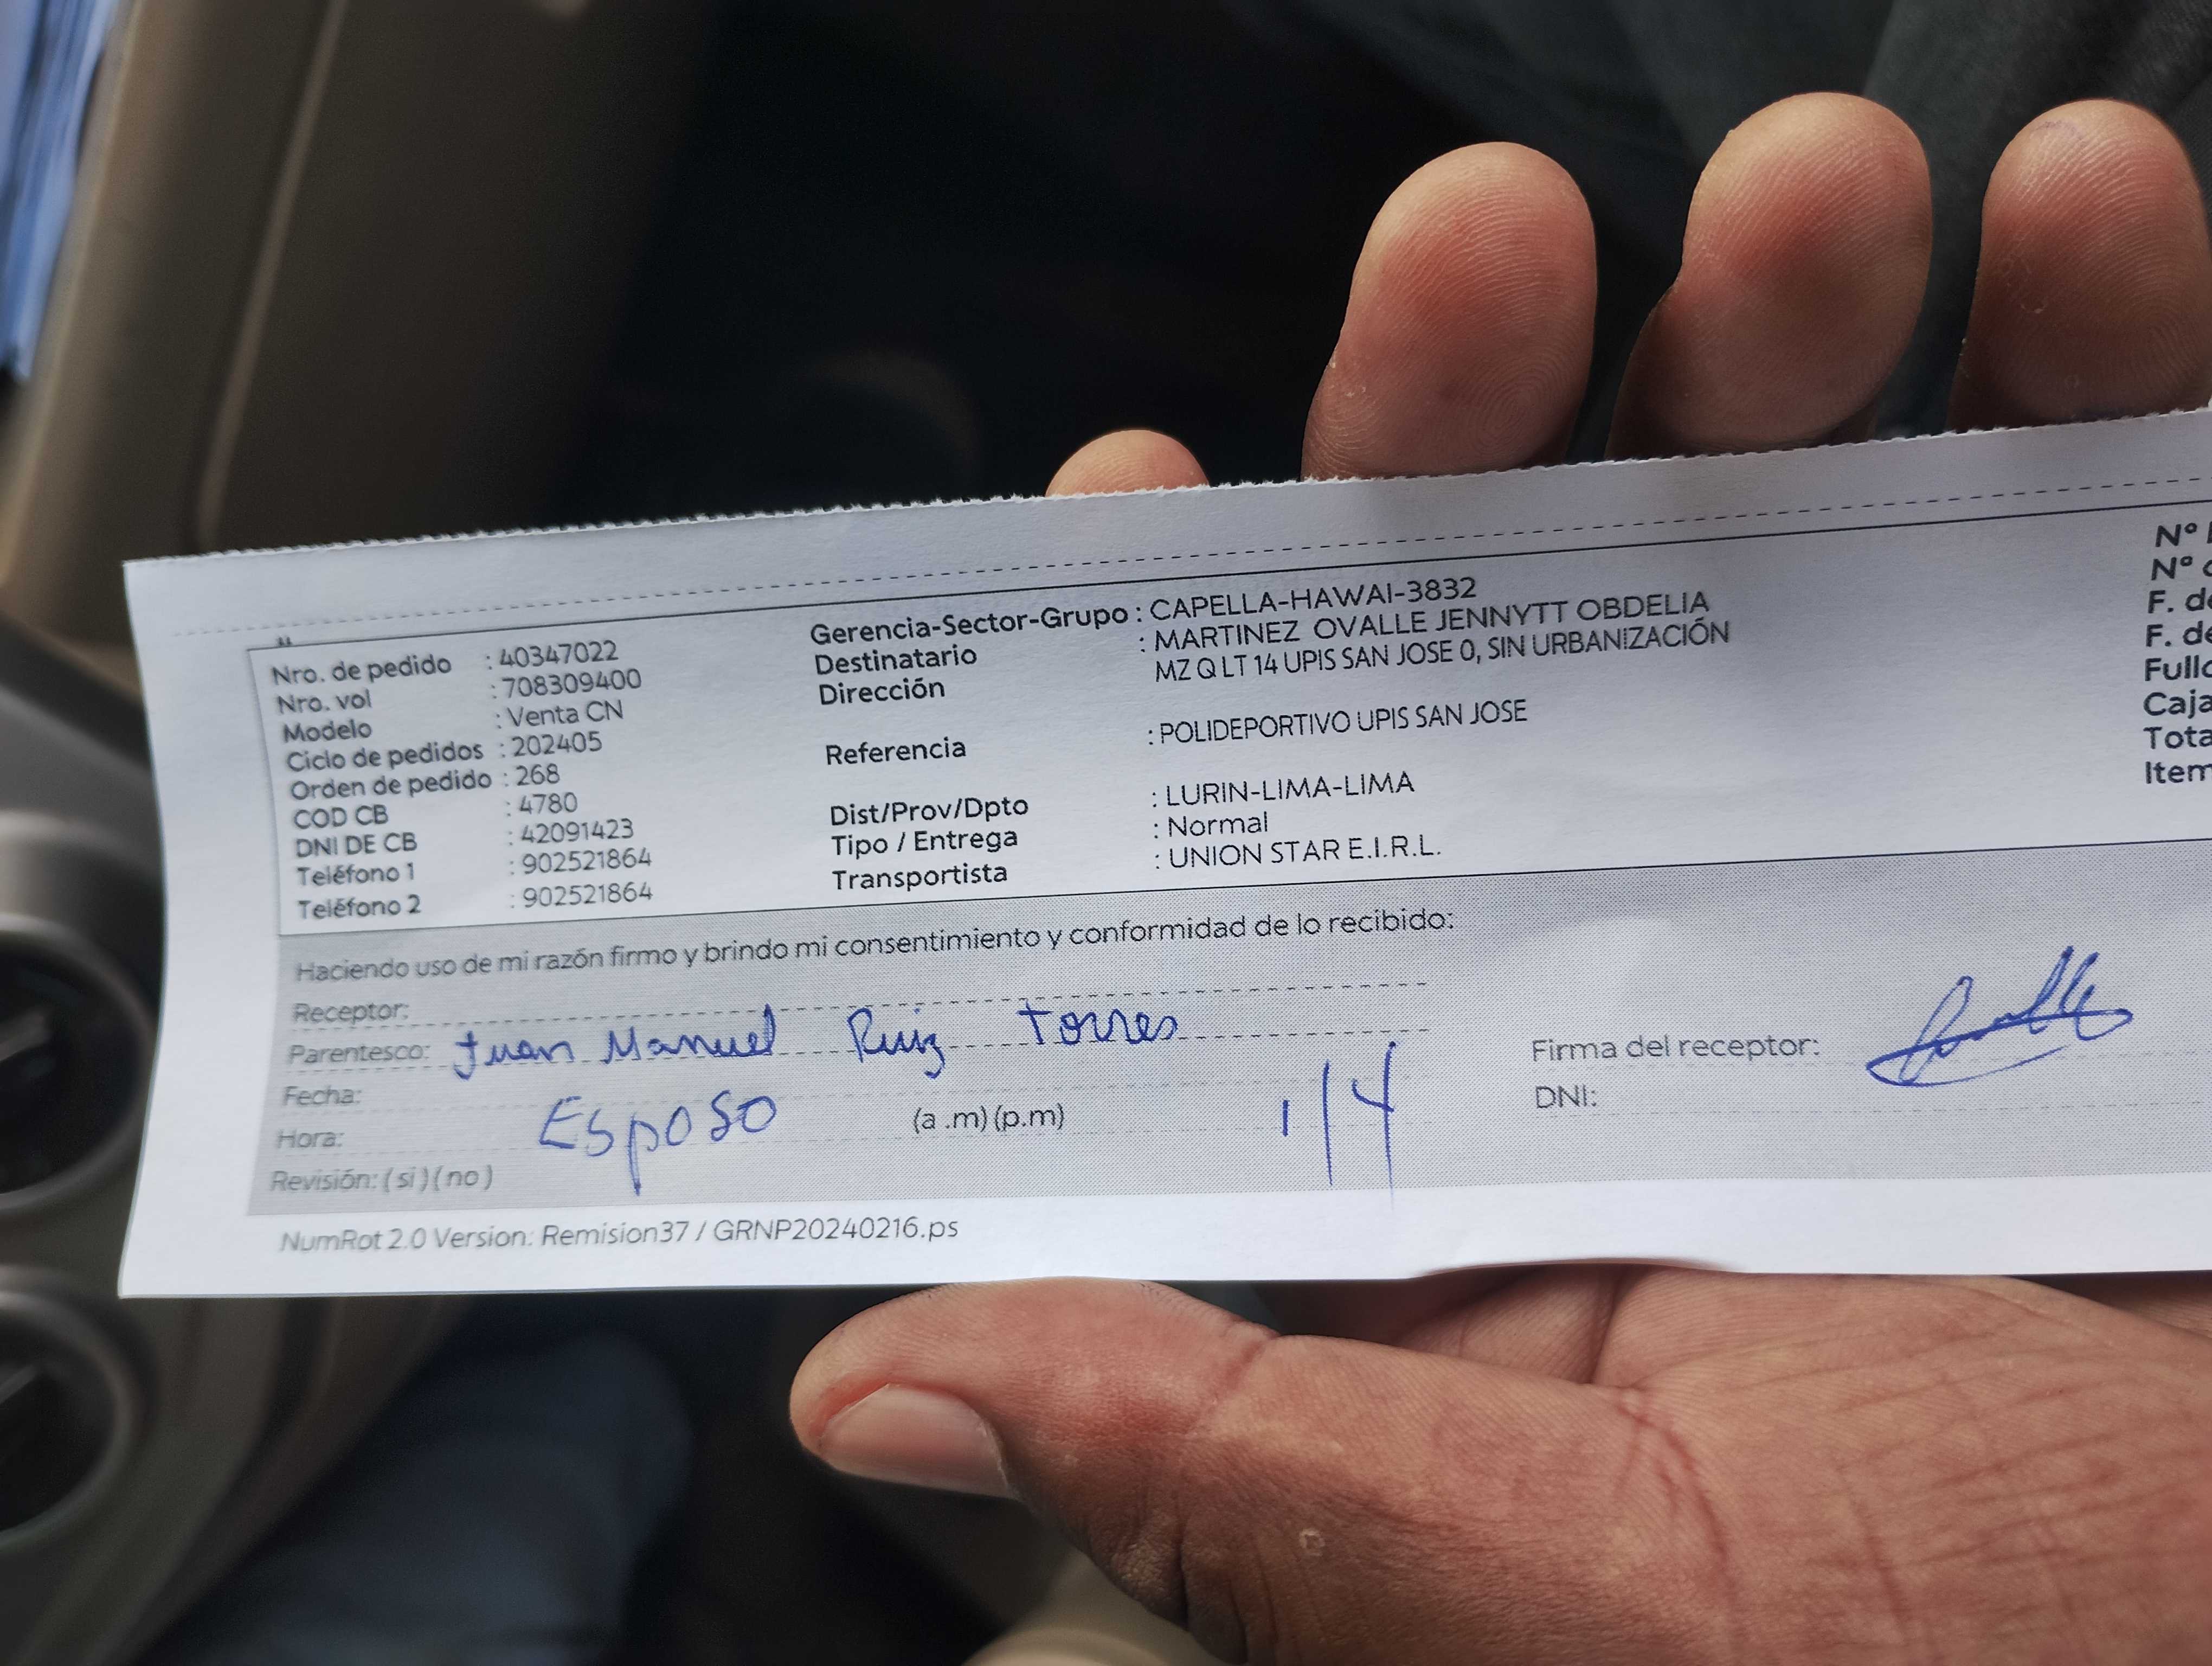 Nro. de pedido : 40347022
Nro. vol : 708309400
Modelo : Venta CN
Ciclo de pedidos : 202405
Orden de pedido : 268
COD CB : 4780
DNI DE CB : 42091423
Teléfono 1 : 902521864
Teléfono 2 : 902521864
Gerencia-Sector-Grupo : CAPELLA-HAWAI-3832
Destinatario : MARTINEZ OVALLE JENNYTT OBDELIA
Dirección MZ Q LT 14 UPIS SAN JOSE 0, SIN URBANIZACIÓN
Referencia : POLIDEPORTIVO UPIS SAN JOSE
Dist/Prov/Dpto : LURIN-LIMA-LIMA
Tipo / Entrega : Normal
Transportista : UNION STAR E.I.R.L.
Nº
Nº
F. de
F. de
Caja
Item
Haciendo uso de mi razón firmo y brindo mi consentimiento y conformidad de lo recibido:
Receptor:
Parentesco: Juan Manuel Ruiz Torres
Fecha:
Hora: Esposo (a .m) (p.m) 1/4
Revisión: ( si ) ( no )
Firma del receptor:
DNI:
NumRot 2.0 Version: Remision37 / GRNP20240216.ps